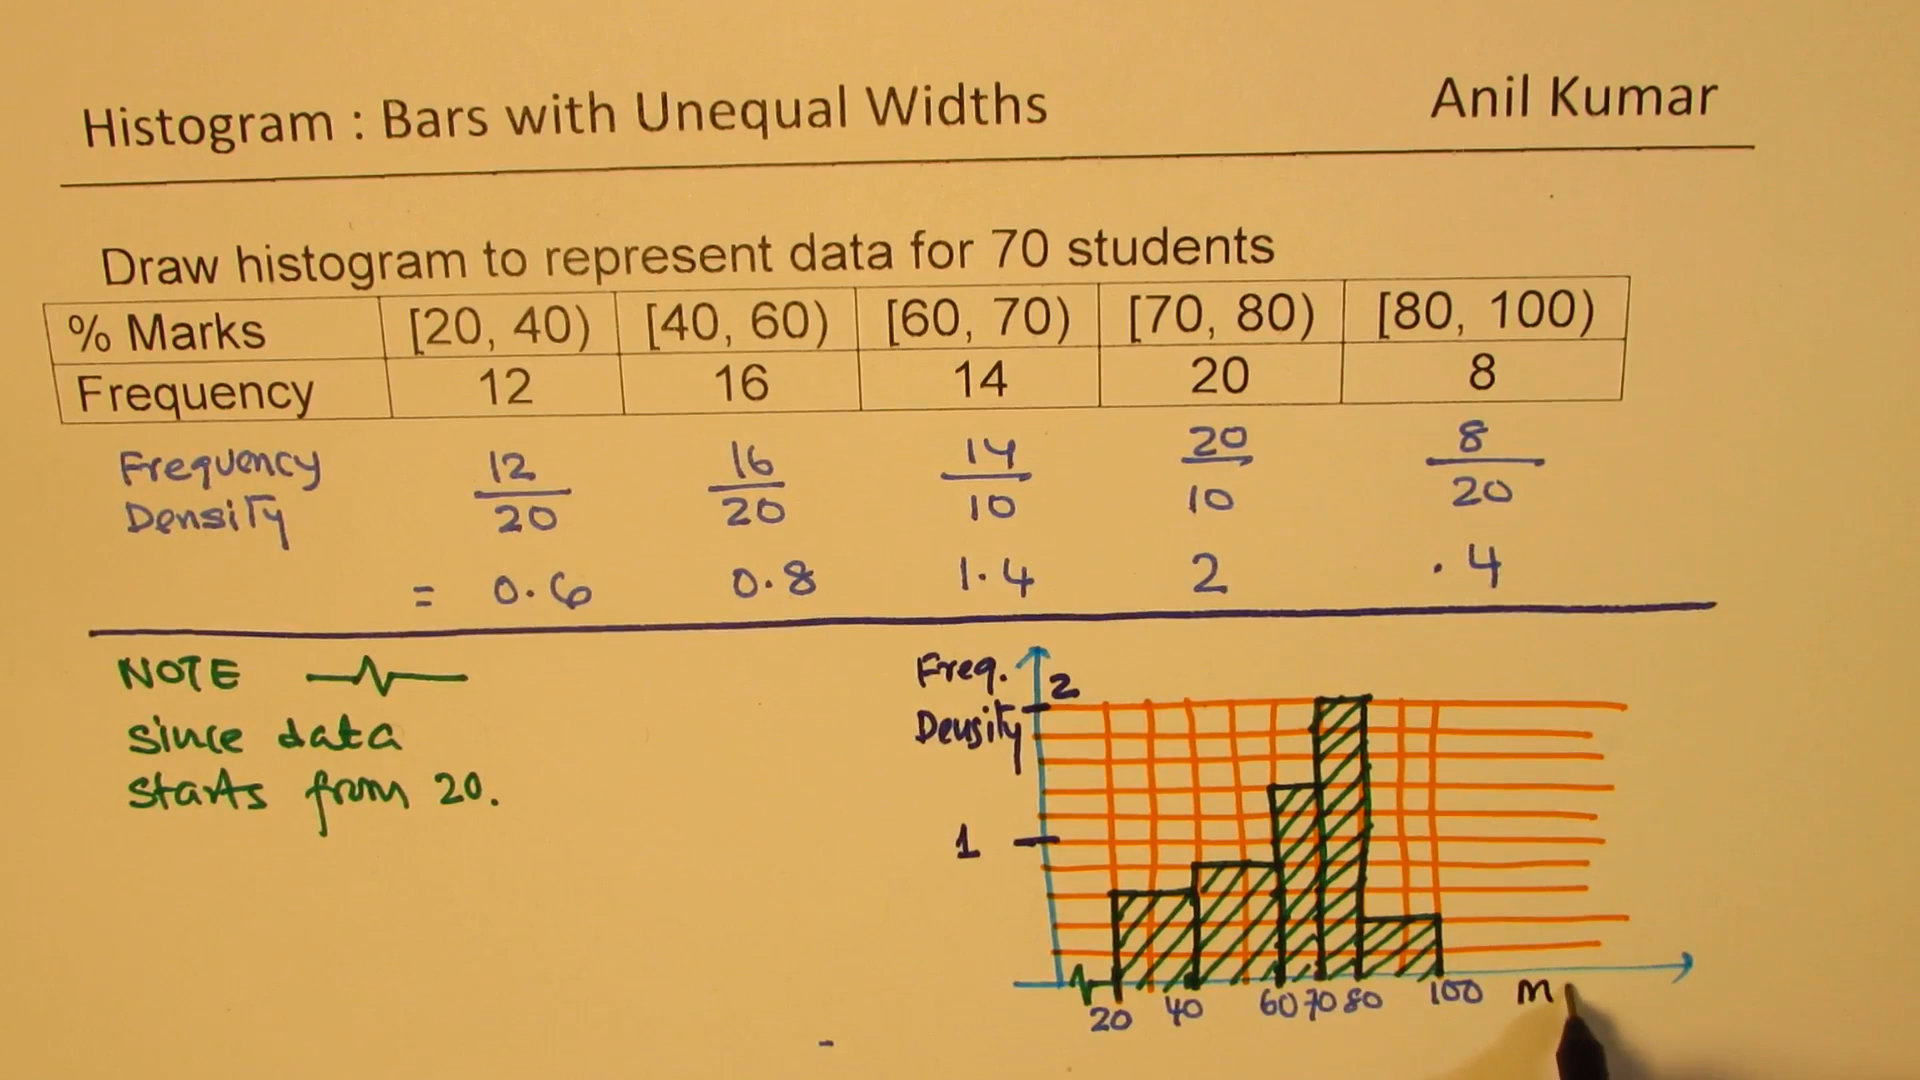 Histogram : Bars with Unequal Widths Anil Kumar
Draw histogram to represent data for 70 students
% Marks [20, 40) [40, 60) [60, 70) [70, 80) [80, 100)
Frequency 12 16 14 20 8
Frequency Density 12/20 16/20 14/10 20/10 8/20
= 0.6 0.8 1.4 2 .4
NOTE
since data
starts from 20.
Freq.
Density
2
1
20 40 60 70 80 100 m